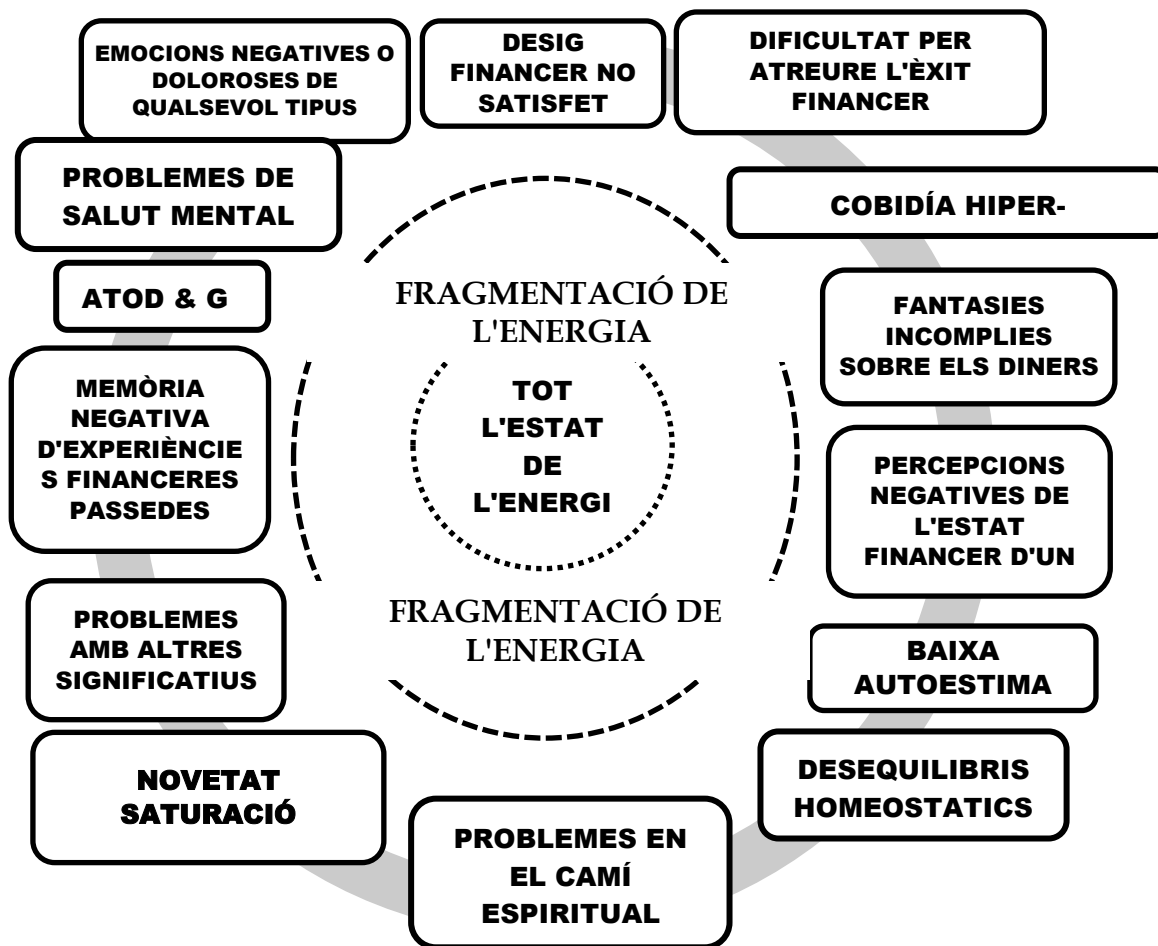 EMOCIONS NEGATIVES O
DOLOROSES DE
QUALSEVOL TIPUS
DESIG
FINANCER NO
SATISFET
DIFICULTAT PER
ATREURE L'ÈXIT
FINANCER
PROBLEMES DE
SALUT MENTAL
COBIDÍA HIPER-
ATOD & G
FRAGMENTACIÓ DE
L'ENERGIA
FANTASIES
INCOMPLIES
SOBRE ELS DINERS
MEMÒRIA
NEGATIVA
D'EXPERIÈNCIE
S FINANCERES
PASSEDES
TOT
L'ESTAT
DE
L'ENERGI
PERCEPCIONS
NEGATIVES DE
L'ESTAT
FINANCER D'UN
PROBLEMES
AMB ALTRES
SIGNIFICATIUS
FRAGMENTACIÓ DE
L'ENERGIA
BAIXA
AUTOESTIMA
NOVETAT
SATURACIÓ
DESEQUILIBRIS
HOMEOSTATICS
PROBLEMES EN
EL CAMÍ
ESPIRITUAL